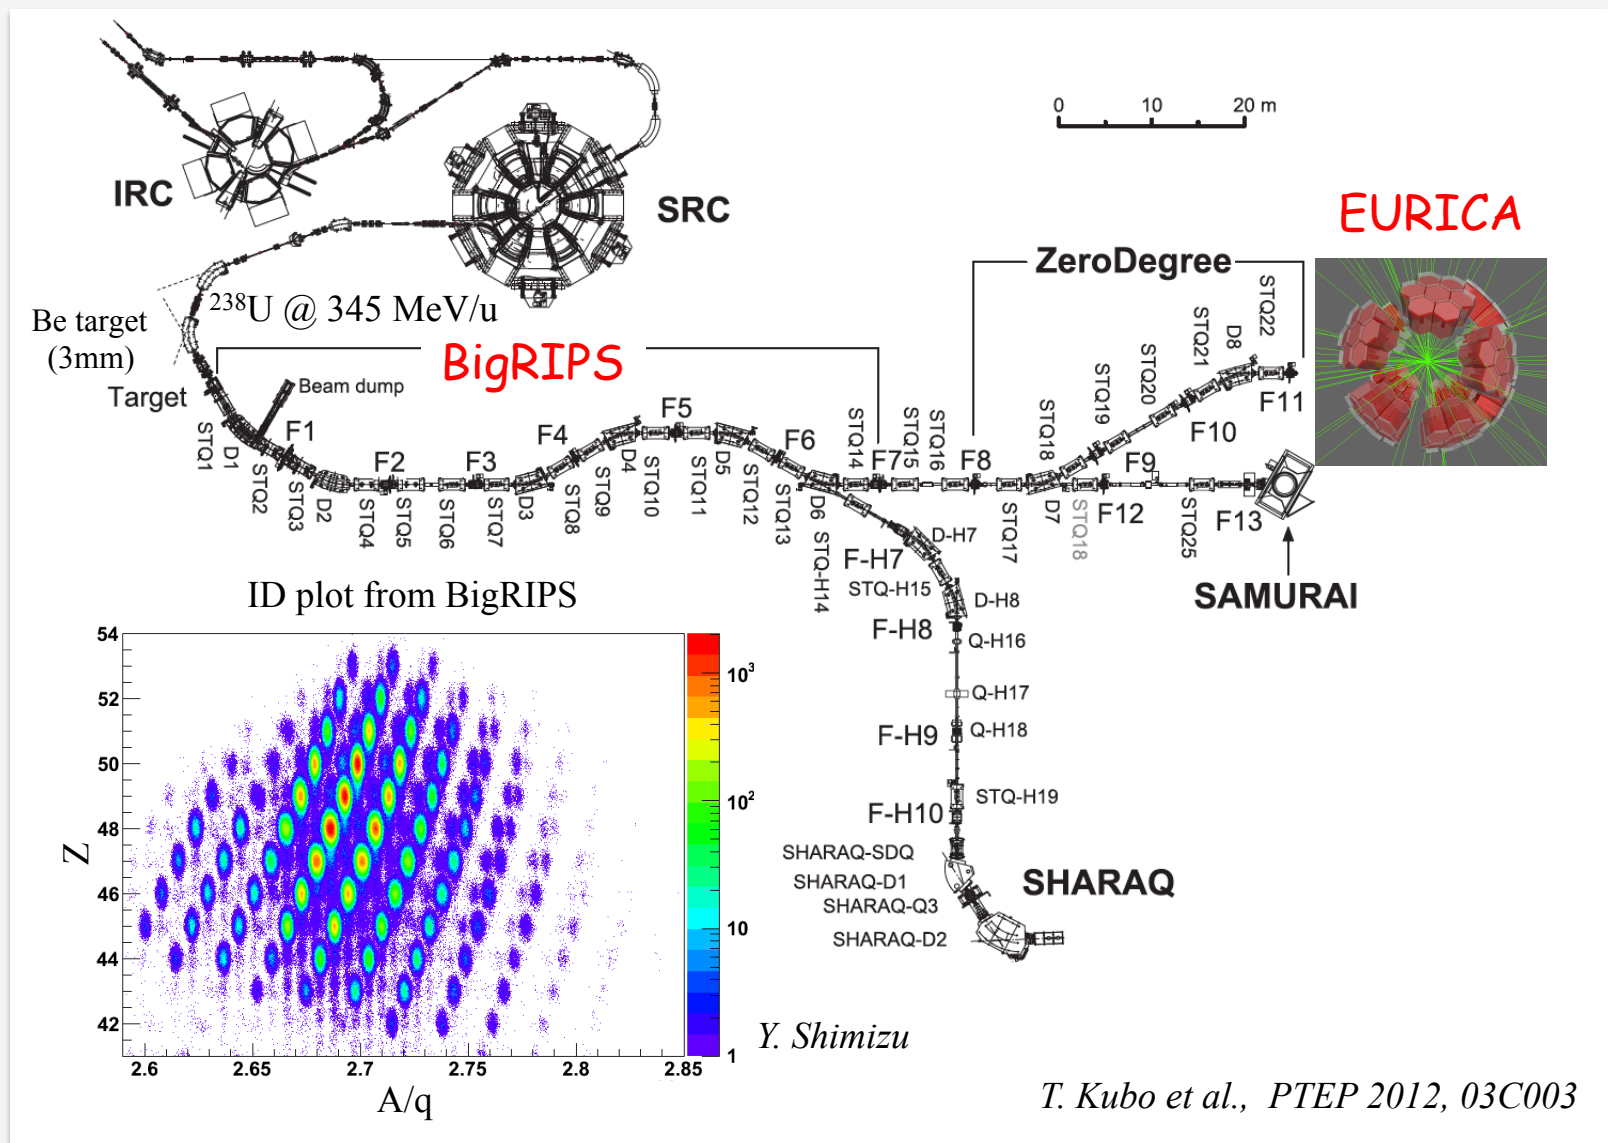 0 10 20 m
IRC
SRC
EURICA
ZeroDegree
²³⁸U @ 345 MeV/u
Be target
(3mm)
BigRIPS
Target
Beam dump
STQ1
D1
STQ2
F1
STQ3
D2
F2
STQ4
STQ5
STQ6
F3
STQ7
D3
F4
STQ8
STQ9
D4
STQ10
F5
STQ11
D5
STQ12
F6
STQ13
D6
STQ14
F7
STQ15
STQ16
F8
STQ17
STQ18
D7
STQ18
STQ19
STQ20
F10
STQ21
D8
STQ22
F11
F9
F12
STQ25
F13
SAMURAI
STQ-H14
F-H7
D-H7
STQ-H15
D-H8
F-H8
Q-H16
Q-H17
F-H9
Q-H18
STQ-H19
F-H10
SHARAQ-SDQ
SHARAQ-D1
SHARAQ-Q3
SHARAQ-D2
SHARAQ
ID plot from BigRIPS
54
52
50
48
46
44
42
Z
2.6 2.65 2.7 2.75 2.8 2.85
A/q
10³
10²
10
1
Y. Shimizu
T. Kubo et al., PTEP 2012, 03C003